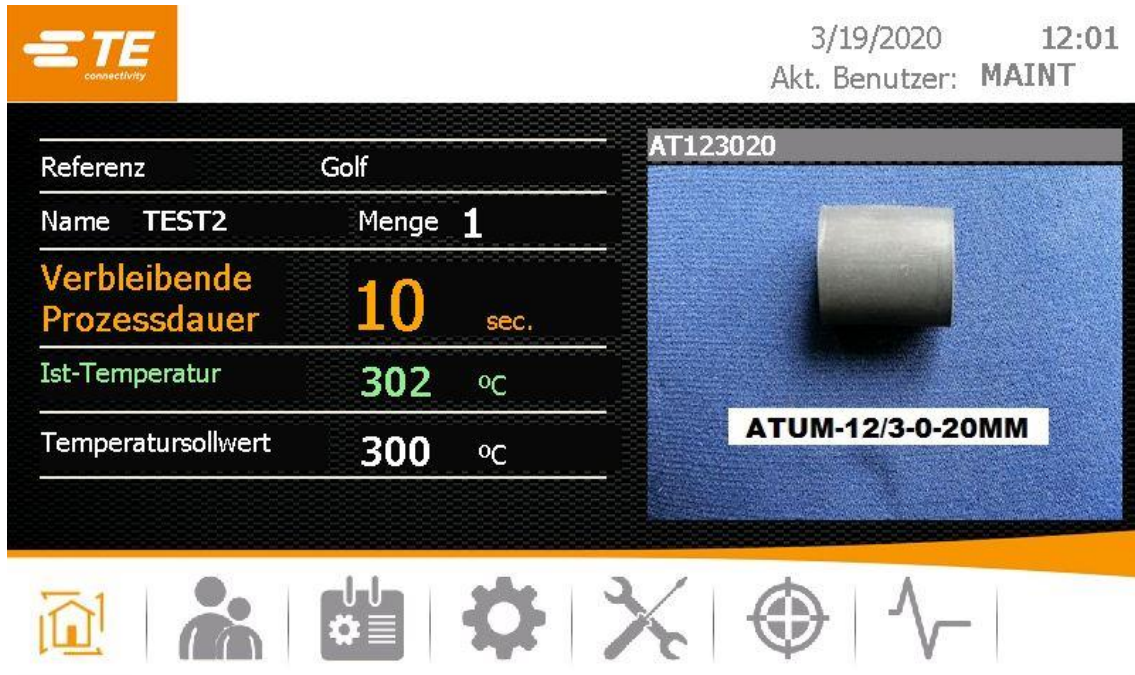 TE
connectivity
3/19/2020 12:01
Akt. Benutzer: MAINT
Referenz Golf
Name TEST2 Menge 1
Verbleibende
Prozessdauer 10 sec.
Ist-Temperatur 302 ºC
Temperatursollwert 300 ºC
AT123020
ATUM-12/3-0-20MM